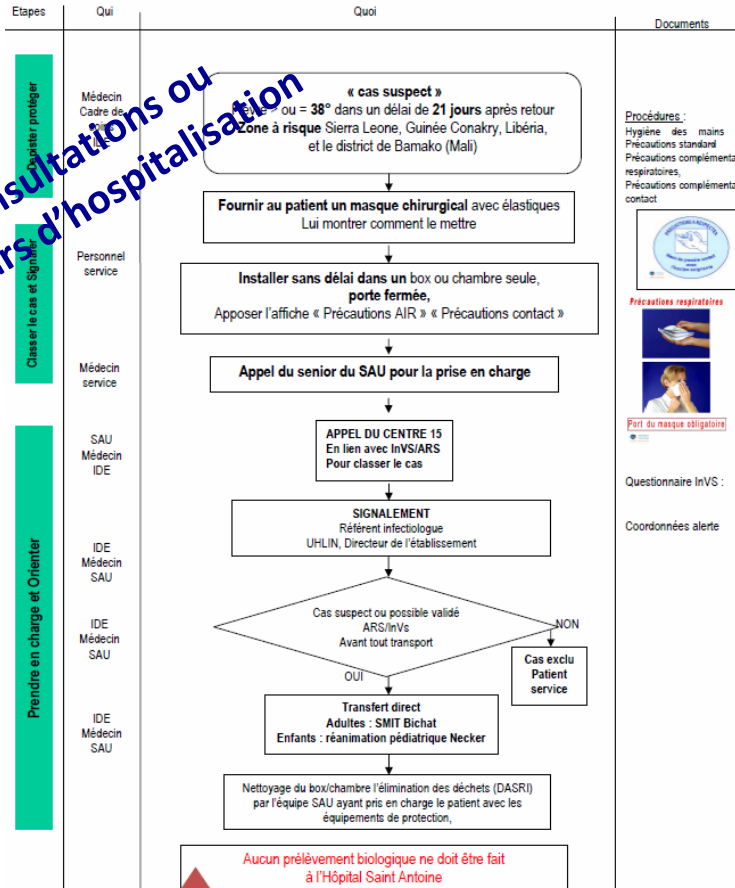 Etapes
Qui
Quoi
Documents
consultations ou
d'hospitalisation
Dépister protéger
Médecin
Cadre de
soins
IDE
« cas suspect »
Fièvre > ou = 38° dans un délai de 21 jours après retour
Zone à risque Sierra Leone, Guinée Conakry, Libéria,
et le district de Bamako (Mali)
Procédures :
Hygiène des mains
Précautions standard
Précautions complémenta
respiratoires,
Précautions complémenta
contact
Fournir au patient un masque chirurgical avec élastiques
Lui montrer comment le mettre
Classer le cas et Signaler
Personnel
service
Installer sans délai dans un box ou chambre seule,
porte fermée,
Apposer l'affiche « Précautions AIR » « Précautions contact »
Précautions respiratoires
Port du masque obligatoire
Médecin
service
Appel du senior du SAU pour la prise en charge
Prendre en charge et Orienter
SAU
Médecin
IDE
APPEL DU CENTRE 15
En lien avec InVS/ARS
Pour classer le cas
Questionnaire InVS :
Coordonnées alerte
SIGNALEMENT
Référent infectiologue
UHLIN, Directeur de l'établissement
IDE
Médecin
SAU
IDE
Médecin
SAU
Cas suspect ou possible validé
ARS/InVs
Avant tout transport
NON
OUI
Cas exclu
Patient
service
IDE
Médecin
SAU
Transfert direct
Adultes : SMIT Bichat
Enfants : réanimation pédiatrique Necker
Nettoyage du box/chambre l'élimination des déchets (DASRI)
par l'équipe SAU ayant pris en charge le patient avec les
équipements de protection,
Aucun prélèvement biologique ne doit être fait
à l'Hôpital Saint Antoine